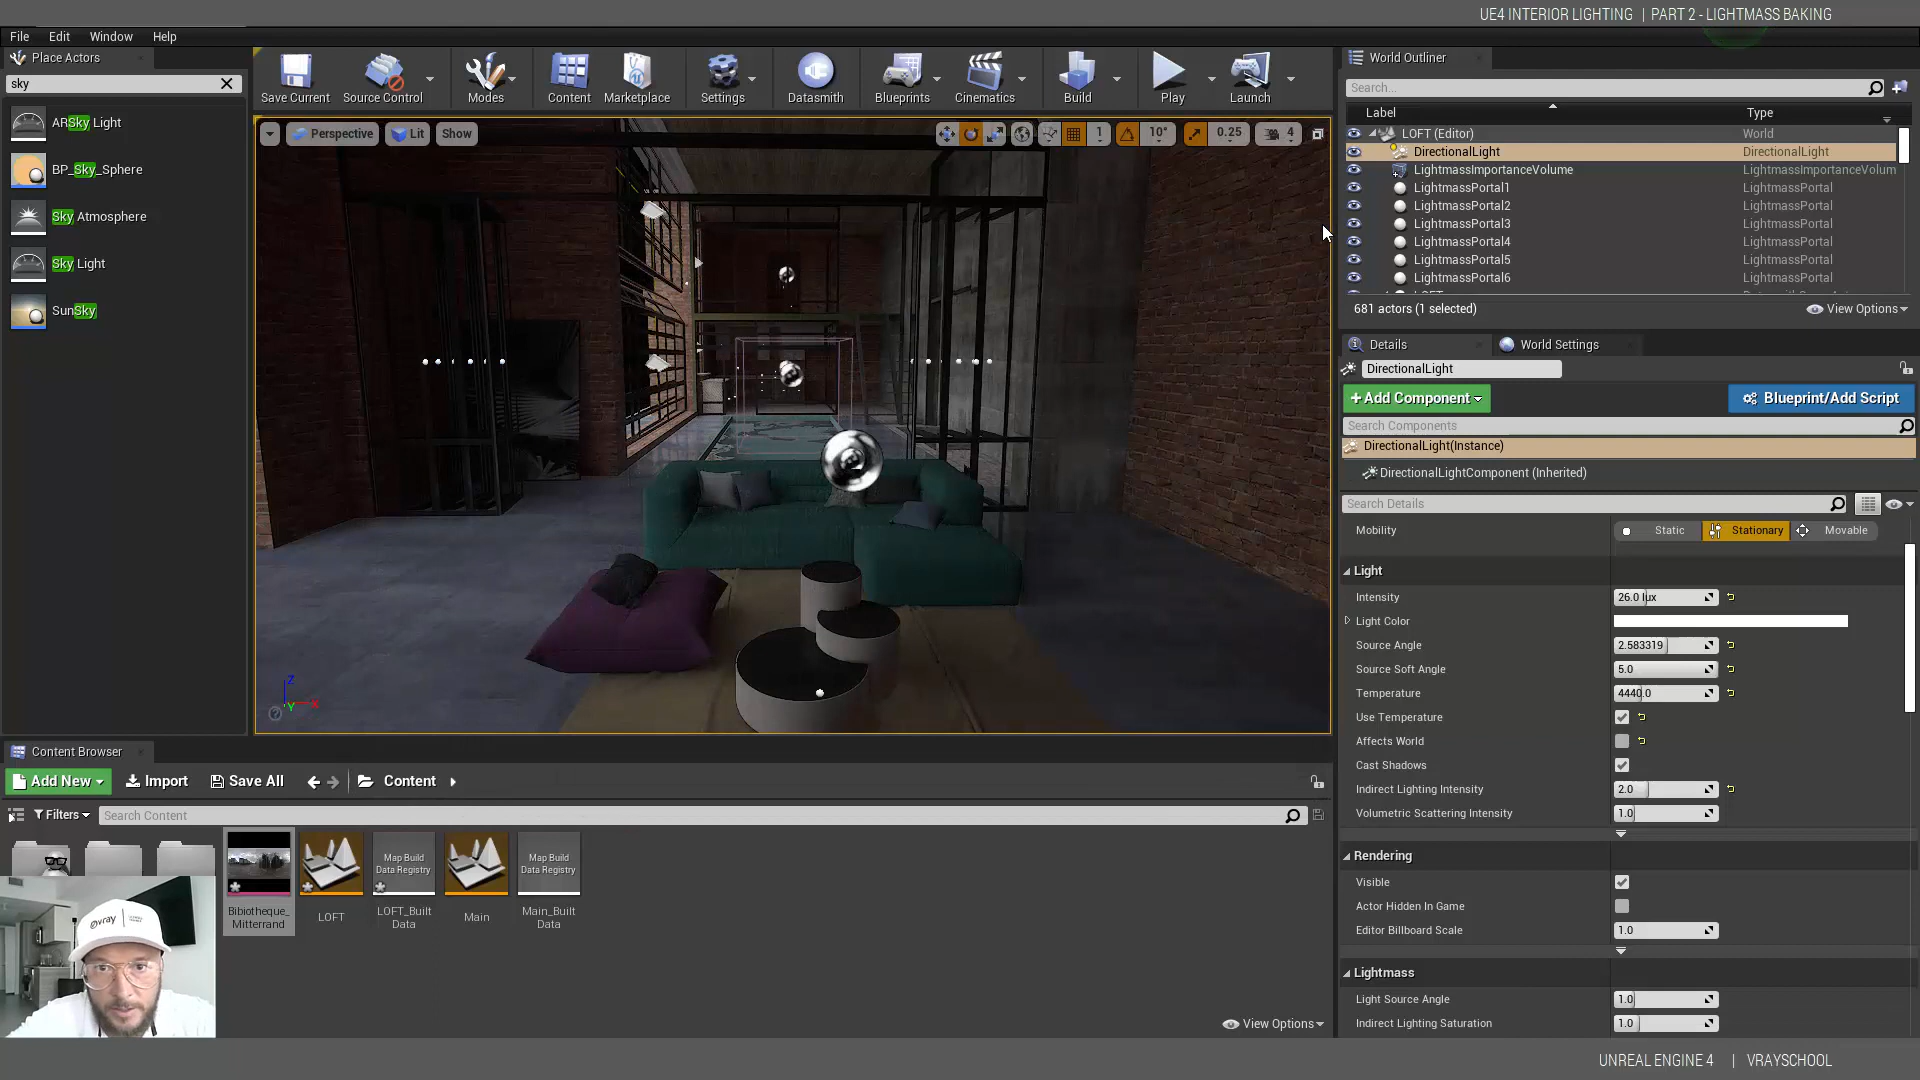 UE4 INTERIOR LIGHTING | PART 2 - LIGHTMASS BAKING
File Edit Window Help
Place Actors
sky
ARSky Light
BP_Sky_Sphere
Sky Atmosphere
Sky Light
SunSky
Save Current
Source Control
Modes
Content
Marketplace
Settings
Datasmith
Blueprints
Cinematics
Build
Play
Launch
Perspective
Lit
Show
1
10°
0.25
4
Z
Y
X
World Outliner
Search...
Label Type
LOFT (Editor) World
DirectionalLight DirectionalLight
LightmassImportanceVolume LightmassImportanceVolum
LightmassPortal1 LightmassPortal
LightmassPortal2 LightmassPortal
LightmassPortal3 LightmassPortal
LightmassPortal4 LightmassPortal
LightmassPortal5 LightmassPortal
LightmassPortal6 LightmassPortal
681 actors (1 selected)
View Options
Details
World Settings
DirectionalLight
+Add Component
Blueprint/Add Script
Search Components
DirectionalLight(Instance)
DirectionalLightComponent (Inherited)
Search Details
Mobility Static Stationary Movable
Light
Intensity 26.0 lux
Light Color
Source Angle 2.583319
Source Soft Angle 5.0
Temperature 4440.0
Use Temperature
Affects World
Cast Shadows
Indirect Lighting Intensity 2.0
Volumetric Scattering Intensity 1.0
Rendering
Visible
Actor Hidden In Game
Editor Billboard Scale 1.0
Lightmass
Light Source Angle 1.0
Indirect Lighting Saturation 1.0
Content Browser
Add New
Import
Save All
Content
Filters
Search Content
Bibiotheque_
Mitterrand
LOFT
Map Build
Data Registry
LOFT_Built
Data
Main
Map Build
Data Registry
Main_Built
Data
View Options
vray
UNREAL ENGINE 4 | VRAYSCHOOL